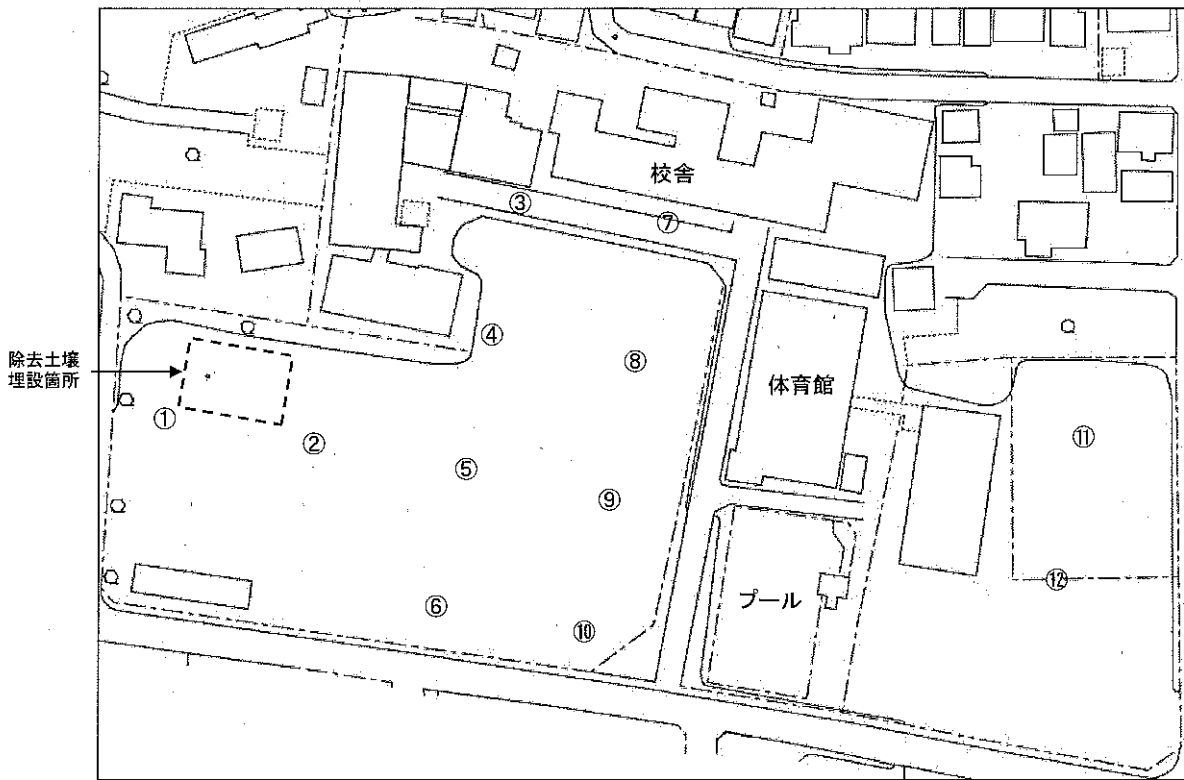 校舎
③
⑦
④
⑧
除去土壌
埋設箇所
体育館
①
②
⑤
⑪
⑨
⑫
プール
⑥
⑩